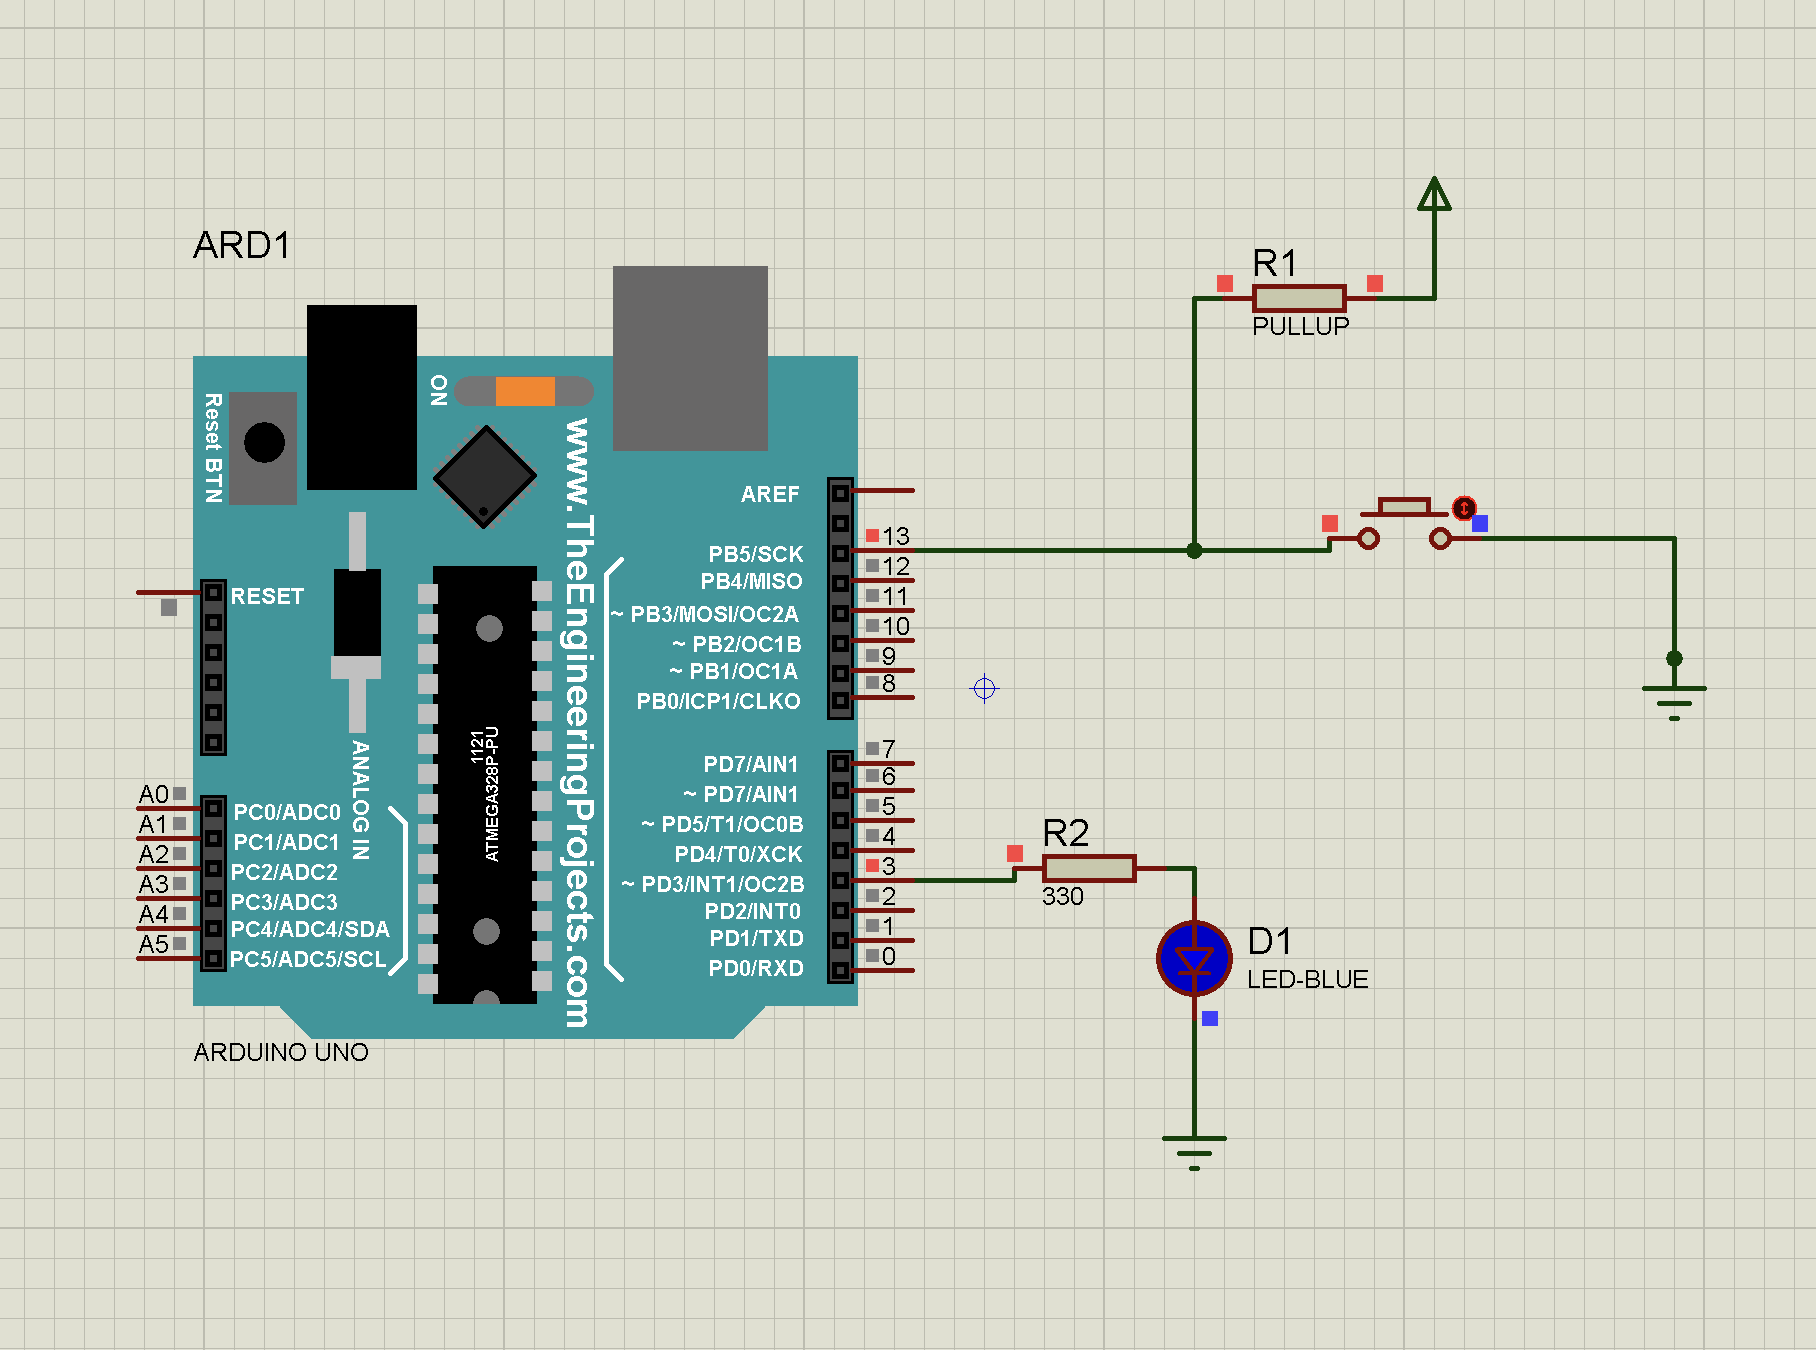 ARD1
R1
PULLUP
ON
Reset BTN
www.TheEngineeringProjects.com
AREF
13
PB5/SCK
12
PB4/MISO
11
~ PB3/MOSI/OC2A
10
~ PB2/OC1B
9
~ PB1/OC1A
8
PB0/ICP1/CLKO
RESET
1121
ATMEGA328P-PU
ANALOG IN
7
PD7/AIN1
6
~ PD7/AIN1
5
~ PD5/T1/OC0B
4
PD4/T0/XCK
3
~ PD3/INT1/OC2B
2
PD2/INT0
1
PD1/TXD
0
PD0/RXD
A0
PC0/ADC0
A1
PC1/ADC1
A2
PC2/ADC2
A3
PC3/ADC3
A4
PC4/ADC4/SDA
A5
PC5/ADC5/SCL
R2
330
D1
LED-BLUE
ARDUINO UNO